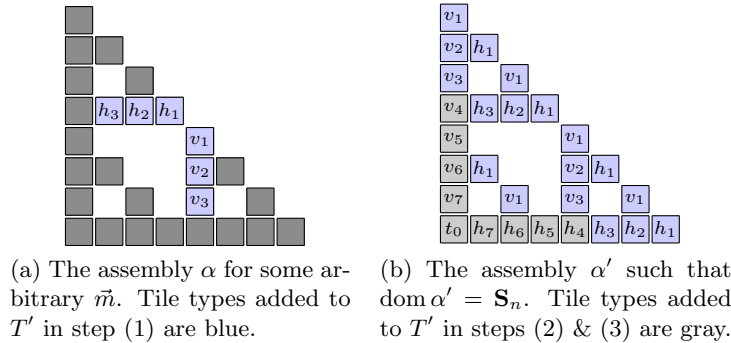 h₃ h₂ h₁
v₁
v₂
v₃
(a) The assembly α for some ar-
bitrary m⃗. Tile types added to
T′ in step (1) are blue.
v₁
v₂ h₁
v₃ v₁
v₄ h₃ h₂ h₁
v₅ v₁
v₆ h₁ v₂ h₁
v₇ v₁ v₃ v₁
t₀ h₇ h₆ h₅ h₄ h₃ h₂ h₁
(b) The assembly α′ such that
dom α′ = Sₙ. Tile types added
to T′ in steps (2) & (3) are gray.